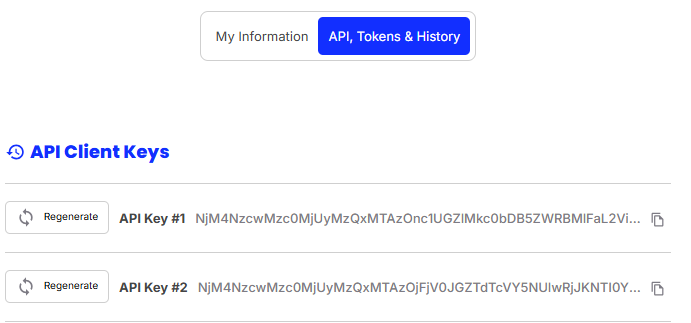 My Information
API, Tokens & History
API Client Keys
Regenerate API Key #1 NjM4NzcwMzc0MjUyMzQxMTAzOnc1UGZlMkc0bDB5ZWRBMlFaL2Vi...
Regenerate API Key #2 NjM4NzcwMzc0MjUyMzQxMTAzOjFjV0JGZTdTcVY5NUlwRjJKNTI0Y...